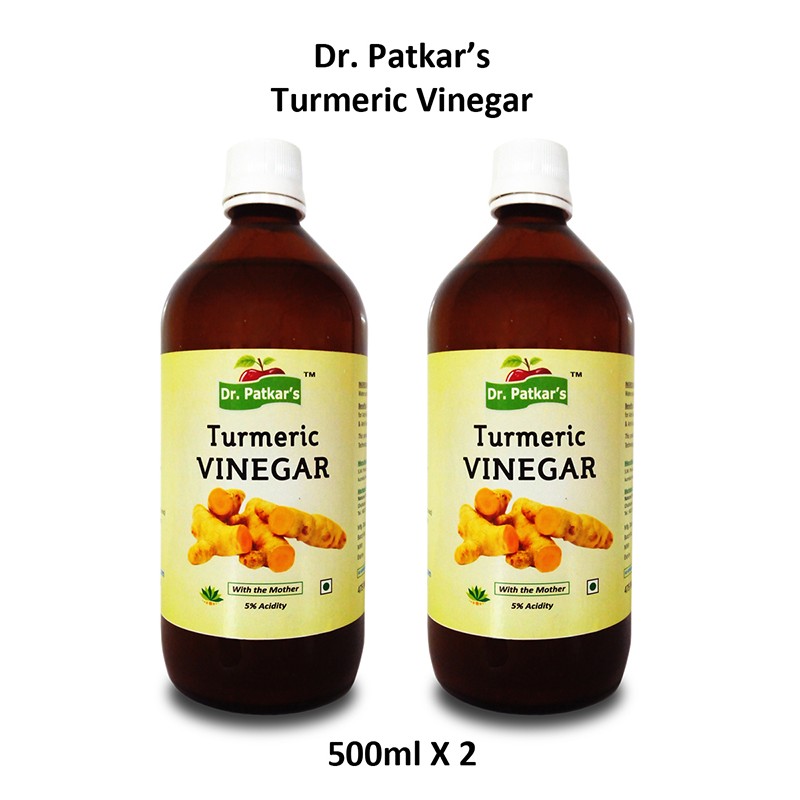 Dr. Patkar's
Turmeric Vinegar
TM
Dr. Patkar's
Turmeric
VINEGAR
With the Mother
5% Acidity
TM
Dr. Patkar's
Turmeric
VINEGAR
With the Mother
5% Acidity
500ml X 2